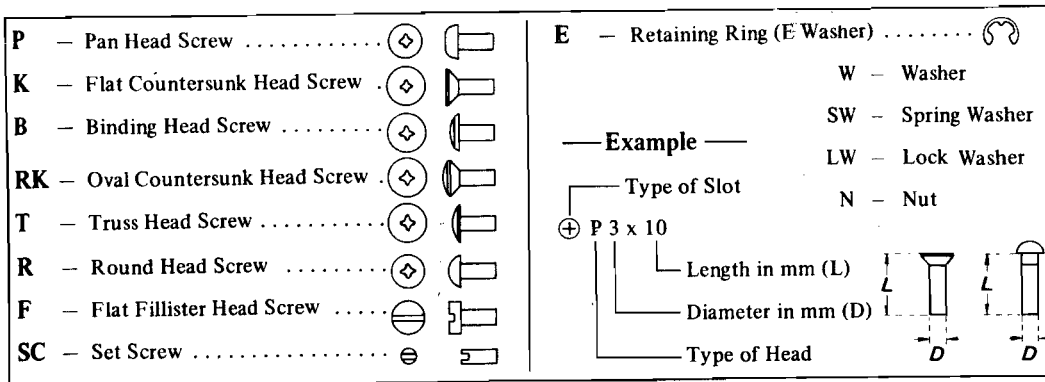 P – Pan Head Screw ............
K – Flat Countersunk Head Screw .
B – Binding Head Screw ..........
RK – Oval Countersunk Head Screw .
T – Truss Head Screw ............
R – Round Head Screw ..........
F – Flat Fillister Head Screw .....
SC – Set Screw ..................
E – Retaining Ring (E Washer) ........
W – Washer
SW – Spring Washer
LW – Lock Washer
N – Nut
Example
Type of Slot
P 3 x 10
Length in mm (L)
Diameter in mm (D)
Type of Head
L
D
L
D